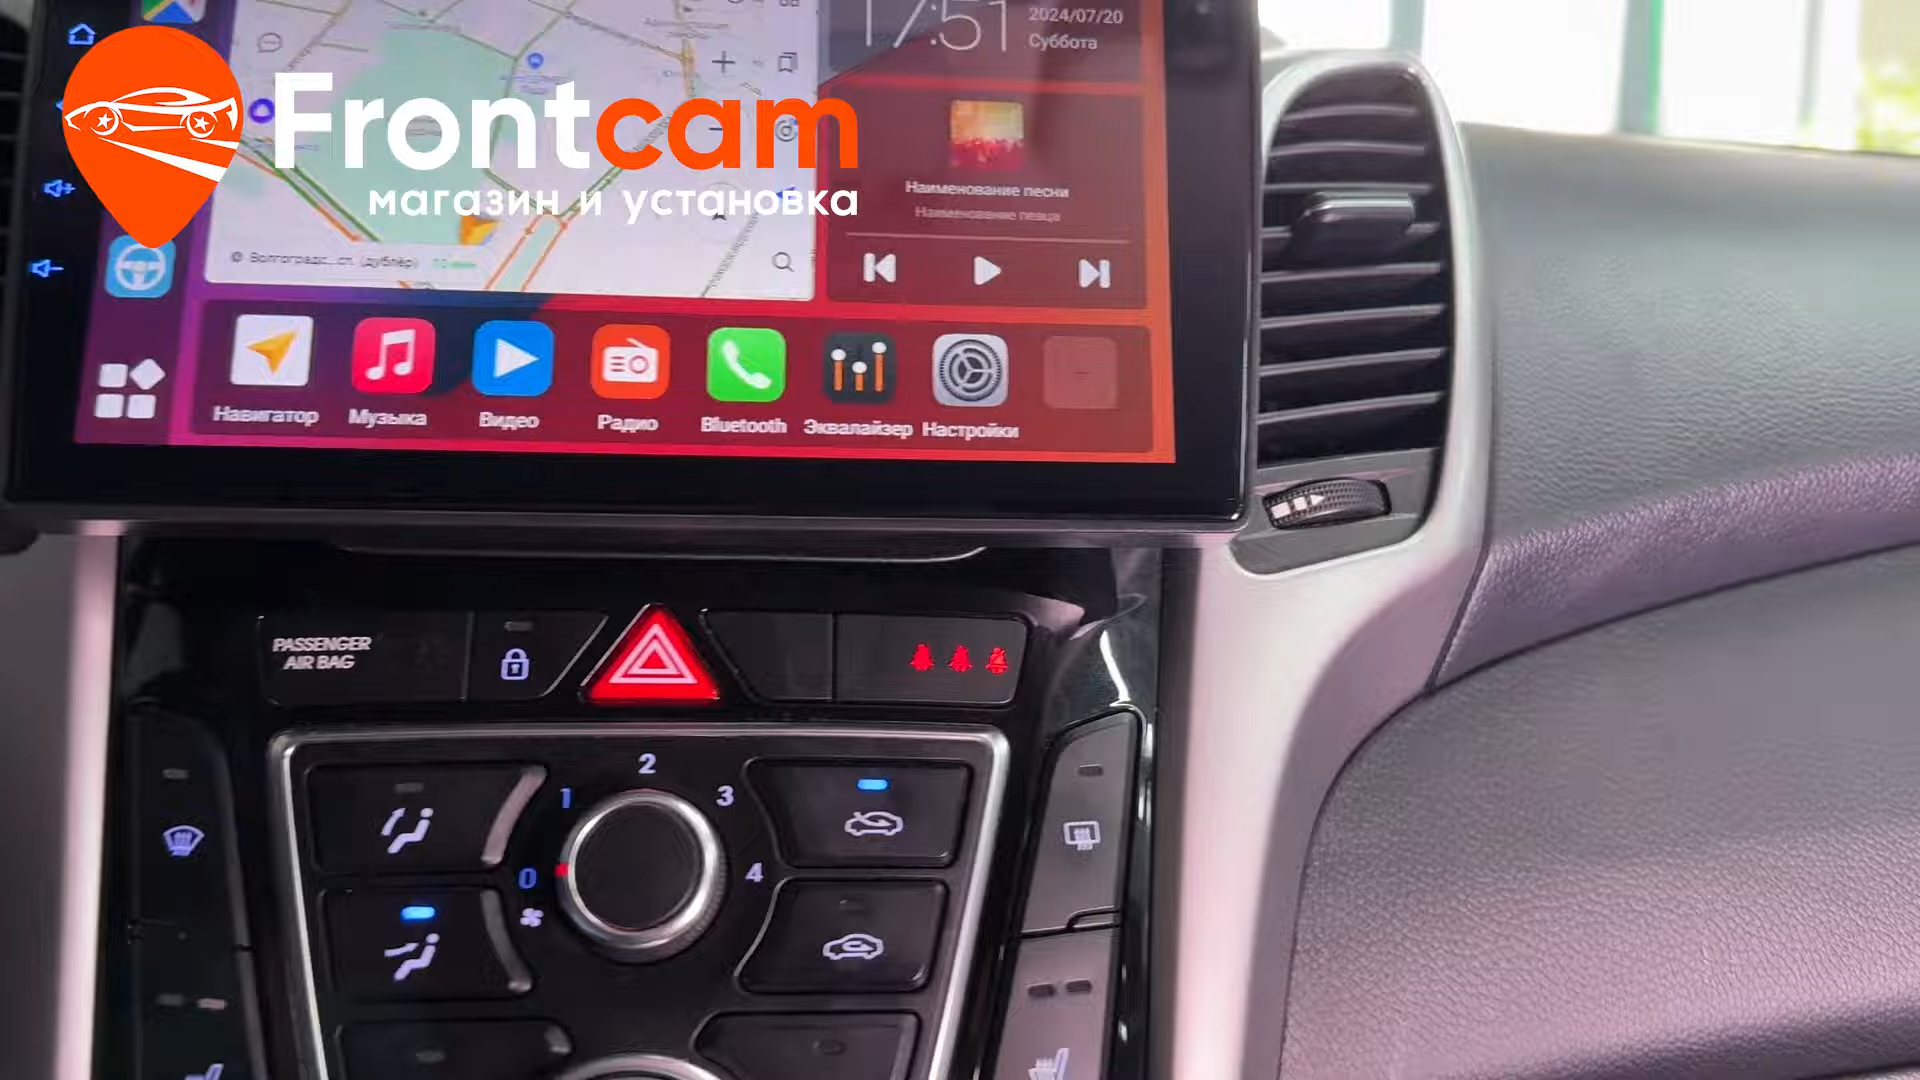 17:51
2024/07/20
Суббота
Frontcam
магазин и установка
Наименование песни
Наименование певца
Навигатор
Музыка
Видео
Радио
Bluetooth
Эквалайзер
Настройки
PASSENGER
AIR BAG
2
1
3
0
4